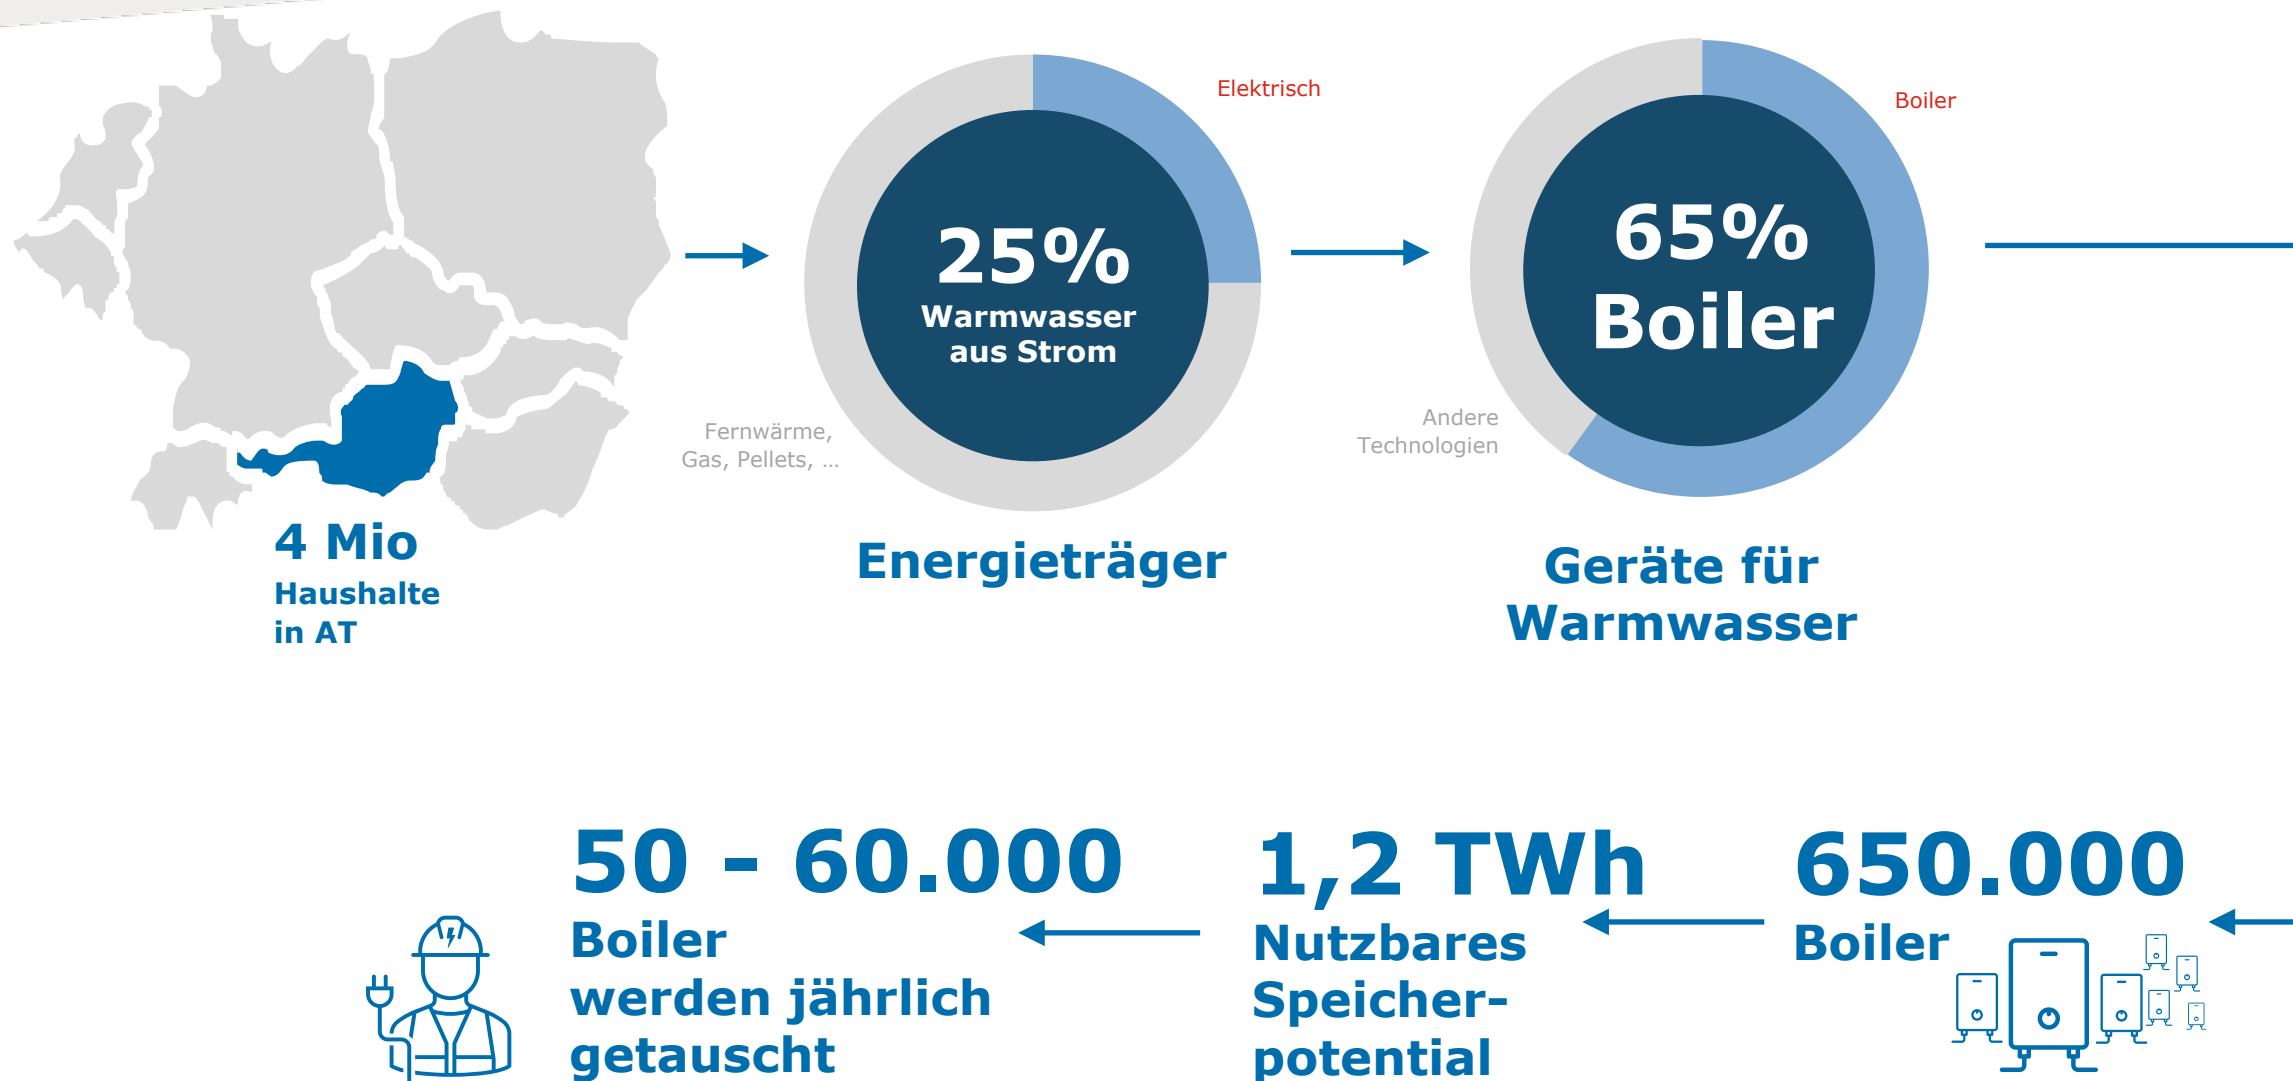 4 Mio
Haushalte
in AT
Elektrisch
25%
Warmwasser
aus Strom
Fernwärme,
Gas, Pellets, ...
Energieträger
Boiler
65%
Boiler
Andere
Technologien
Geräte für
Warmwasser
650.000
Boiler
1,2 TWh
Nutzbares
Speicher-
potential
50 - 60.000
Boiler
werden jährlich
getauscht